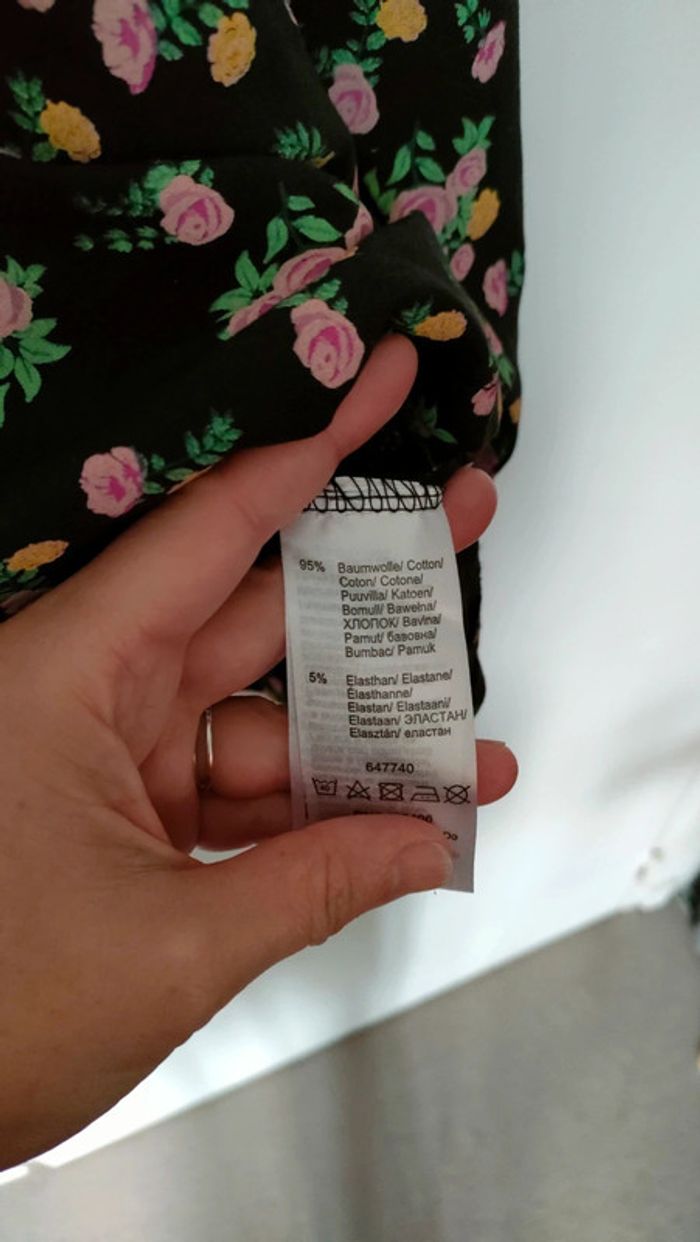 95% Baumwolle/ Cotton/
Coton/ Cotone/
Puuvilla/ Katoen/
Bomull/ Bawełna/
ХЛОПОК/ Bavlna/
Pamut/ бавовна/
Bumbac/ Pamuk
5% Elasthan/ Elastane/
Élasthanne/
Elastan/ Elastaani/
Elastaan/ ЭЛАСТАН/
Elasztán/ еластан
647740
40